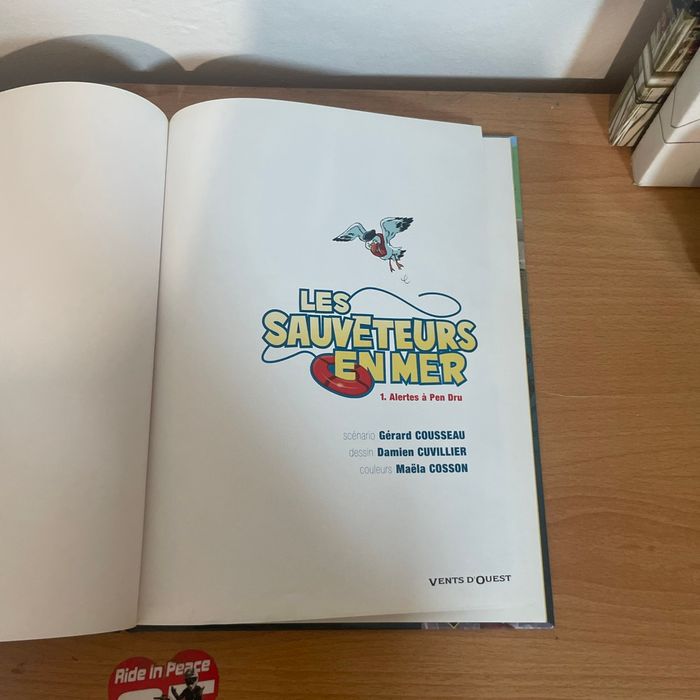 LES
SAUVETEURS
EN MER
1. Alertes à Pen Dru
scénario Gérard COUSSEAU
dessin Damien CUVILLIER
couleurs Maëla COSSON
VENTS D'OUEST
Ride in Peace